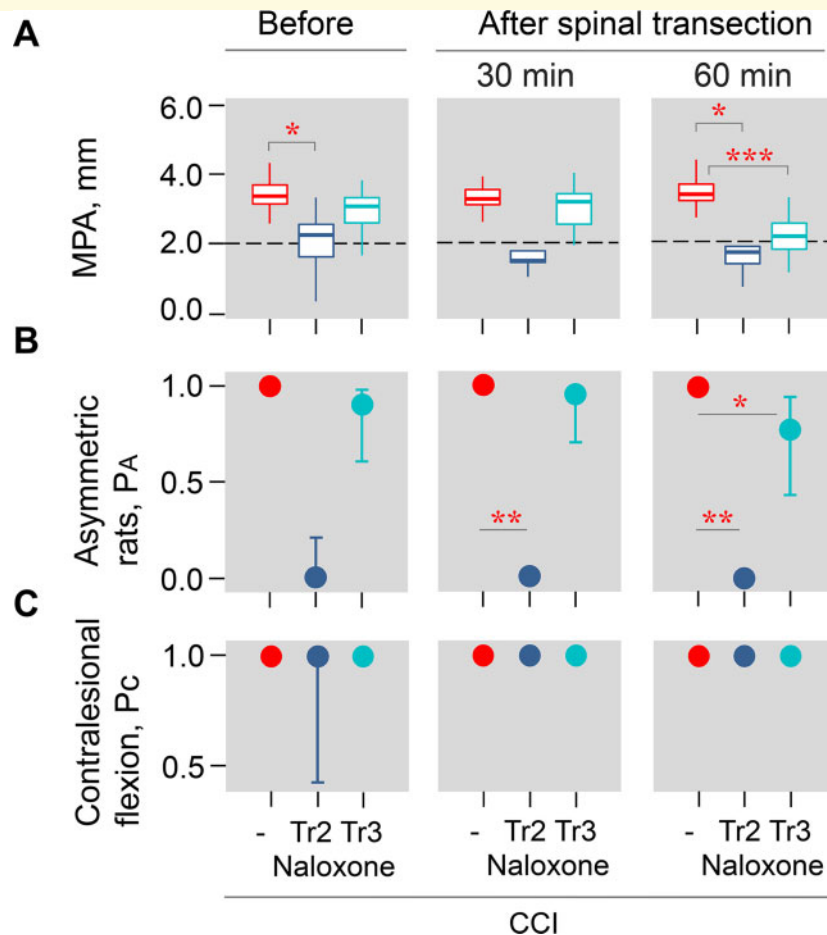 A
Before
After spinal transection
30 min
60 min
MPA, mm
6.0
4.0
2.0
0.0
*
*
***
B
Asymmetric
rats, PA
1.0
0.5
0.0
**
*
**
C
Contralesional
flexion, Pc
1.0
0.5
- Tr2 Tr3
Naloxone
- Tr2 Tr3
Naloxone
- Tr2 Tr3
Naloxone
CCI